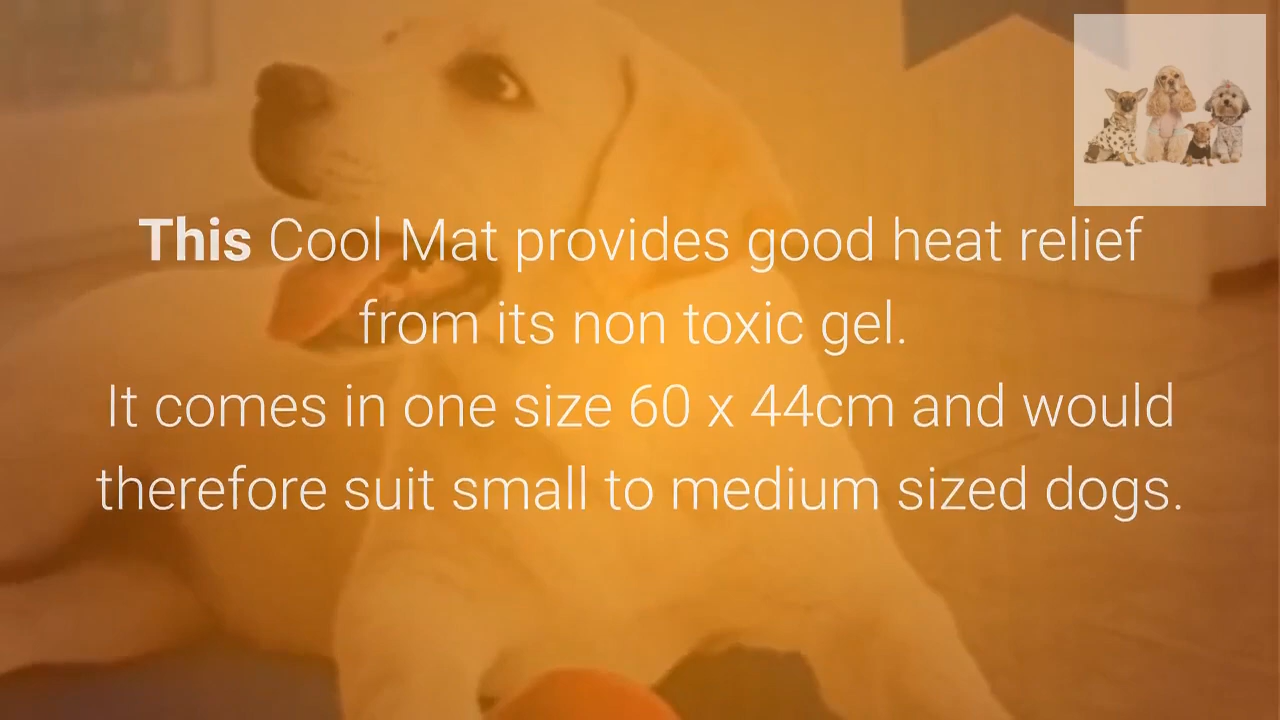 This Cool Mat provides good heat relief
from its non toxic gel.
It comes in one size 60 x 44cm and would
therefore suit small to medium sized dogs.